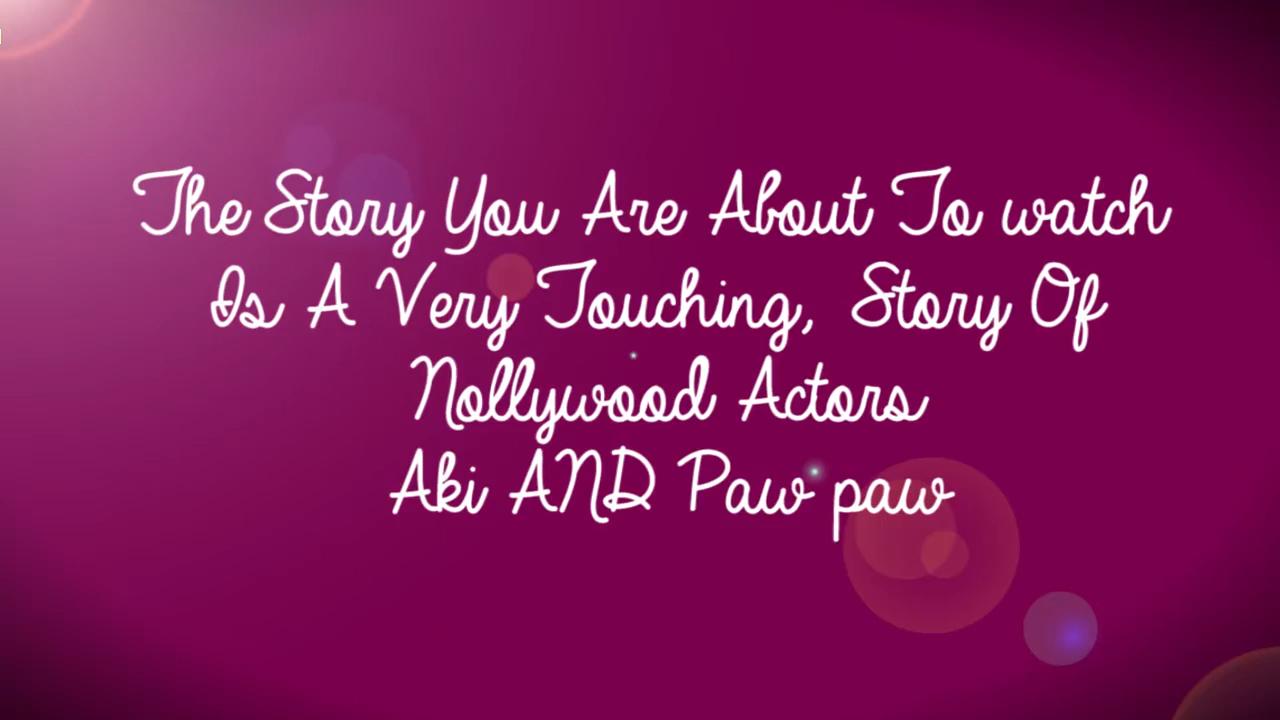 The Story You Are About To watch
Is A Very Touching, Story Of
Nollywood Actors
Aki AND Paw paw